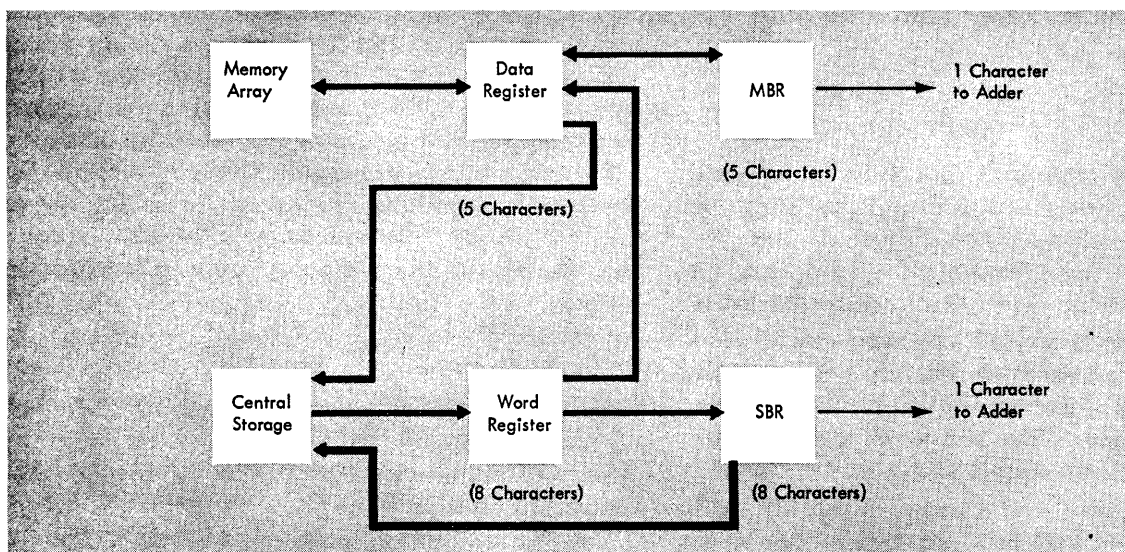 Memory
Array
Data
Register
MBR
1 Character
to Adder
(5 Characters)
(5 Characters)
Central
Storage
Word
Register
SBR
1 Character
to Adder
(8 Characters)
(8 Characters)